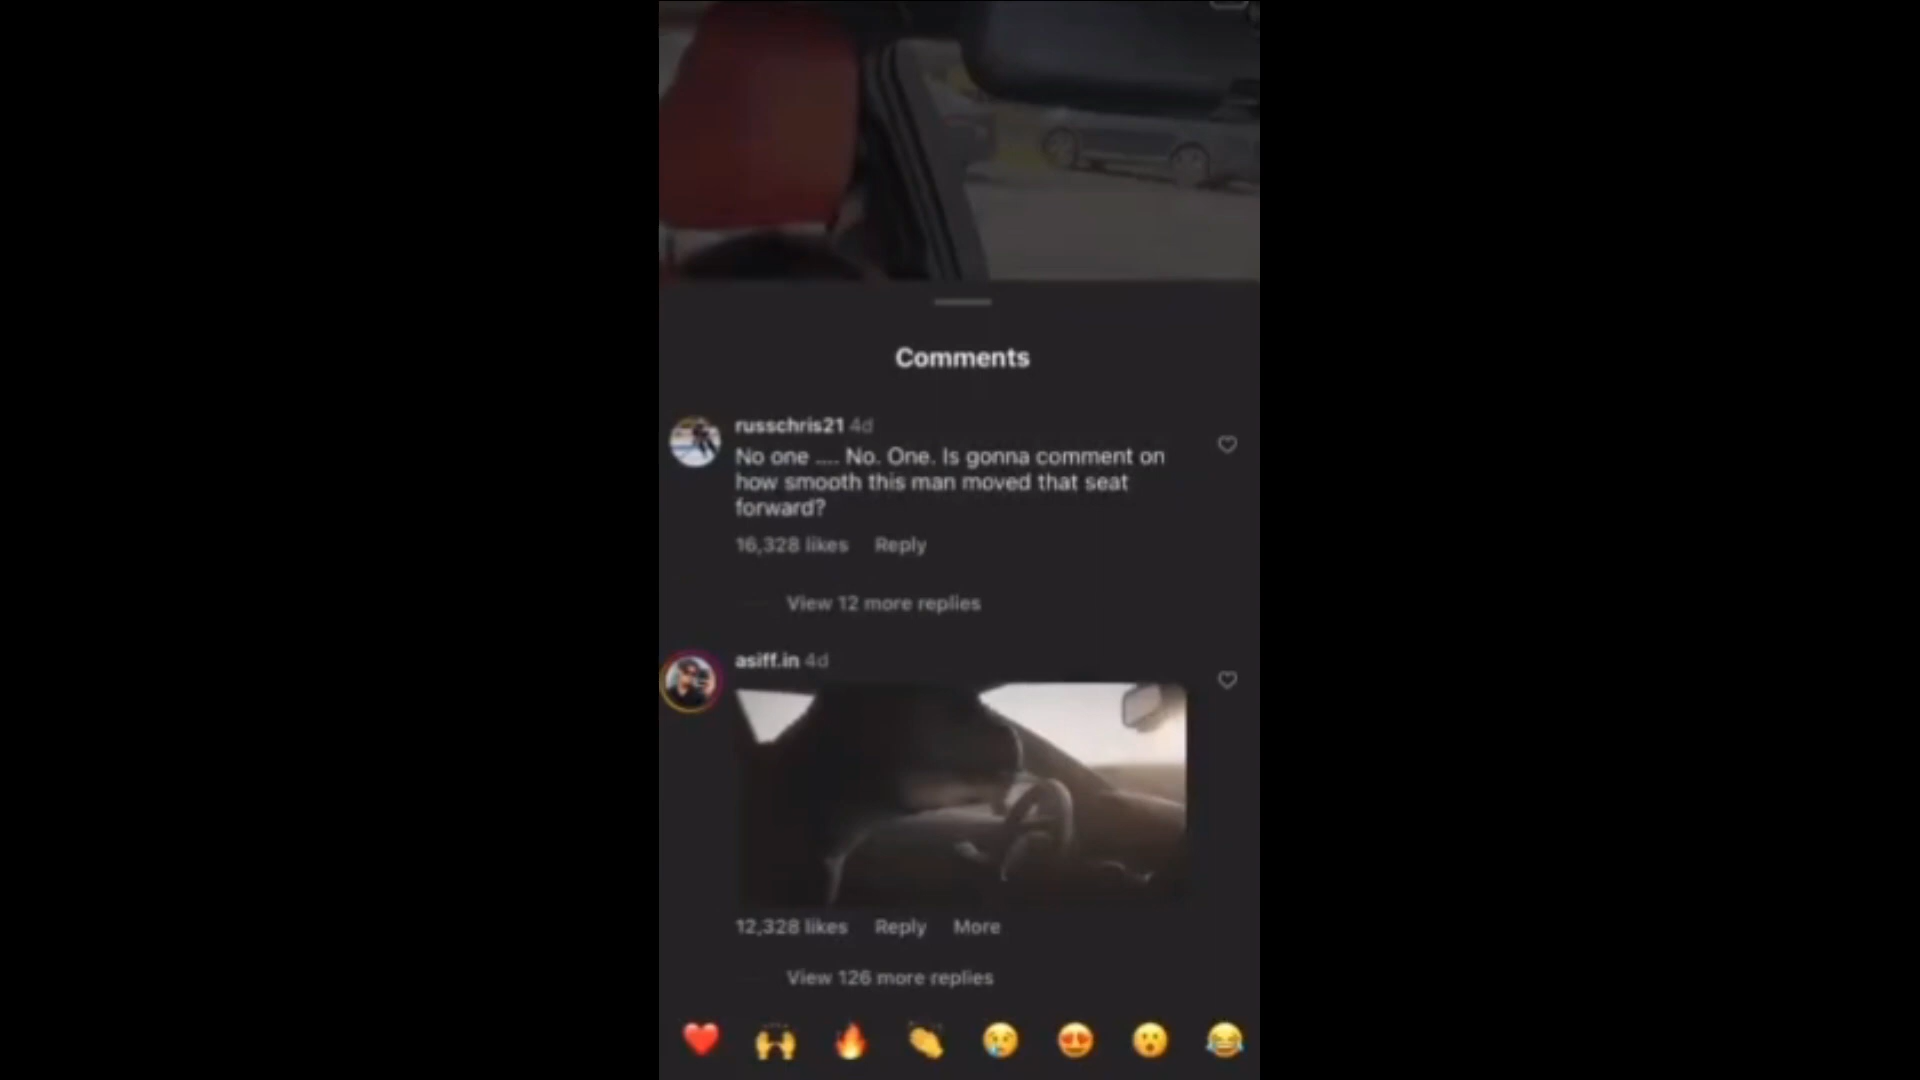 Comments
russchris21 4d
No one .... No. One. Is gonna comment on
how smooth this man moved that seat
forward?
16,328 likes Reply
View 12 more replies
asiff.in 4d
12,328 likes Reply More
View 126 more replies